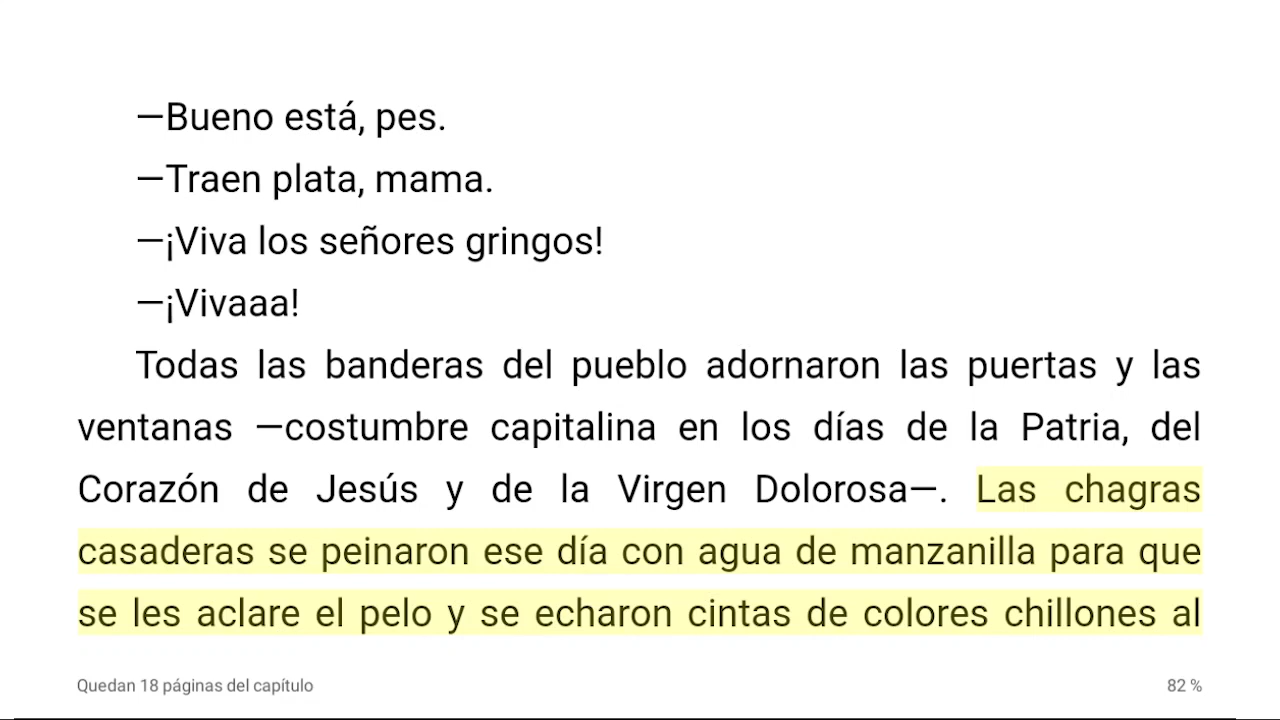 —Bueno está, pes.
—Traen plata, mama.
—¡Viva los señores gringos!
—¡Vivaaa!
Todas las banderas del pueblo adornaron las puertas y las
ventanas —costumbre capitalina en los días de la Patria, del
Corazón de Jesús y de la Virgen Dolorosa—. Las chagras
casaderas se peinaron ese día con agua de manzanilla para que
se les aclare el pelo y se echaron cintas de colores chillones al
Quedan 18 páginas del capítulo
82 %